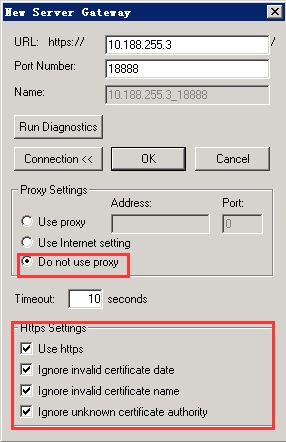 New Server Gateway
URL: https:// 10.188.255.3 /
Port Number: 18888
Name: 10.188.255.3_18888
Run Diagnostics
Connection << OK Cancel
Proxy Settings
Address: Port:
Use proxy 0
Use Internet setting
Do not use proxy
Timeout: 10 seconds
Https Settings
Use https
Ignore invalid certificate date
Ignore invalid certificate name
Ignore unknown certificate authority